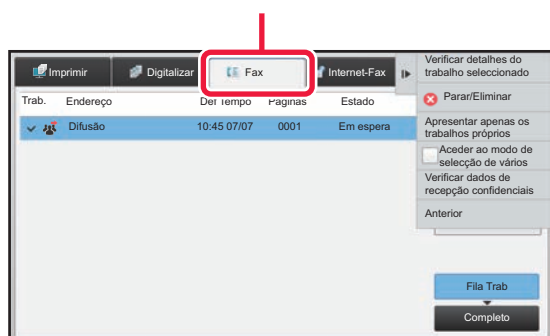 Imprimir
Digitalizar
Fax
Internet-Fax
Trab.
Endereço
Def Tempo
Páginas
Estado
Difusão
10:45 07/07
0001
Em espera
Verificar detalhes do
trabalho seleccionado
Parar/Eliminar
Apresentar apenas os
trabalhos próprios
Aceder ao modo de
selecção de vários
Verificar dados de
recepção confidenciais
Anterior
Fila Trab
Completo